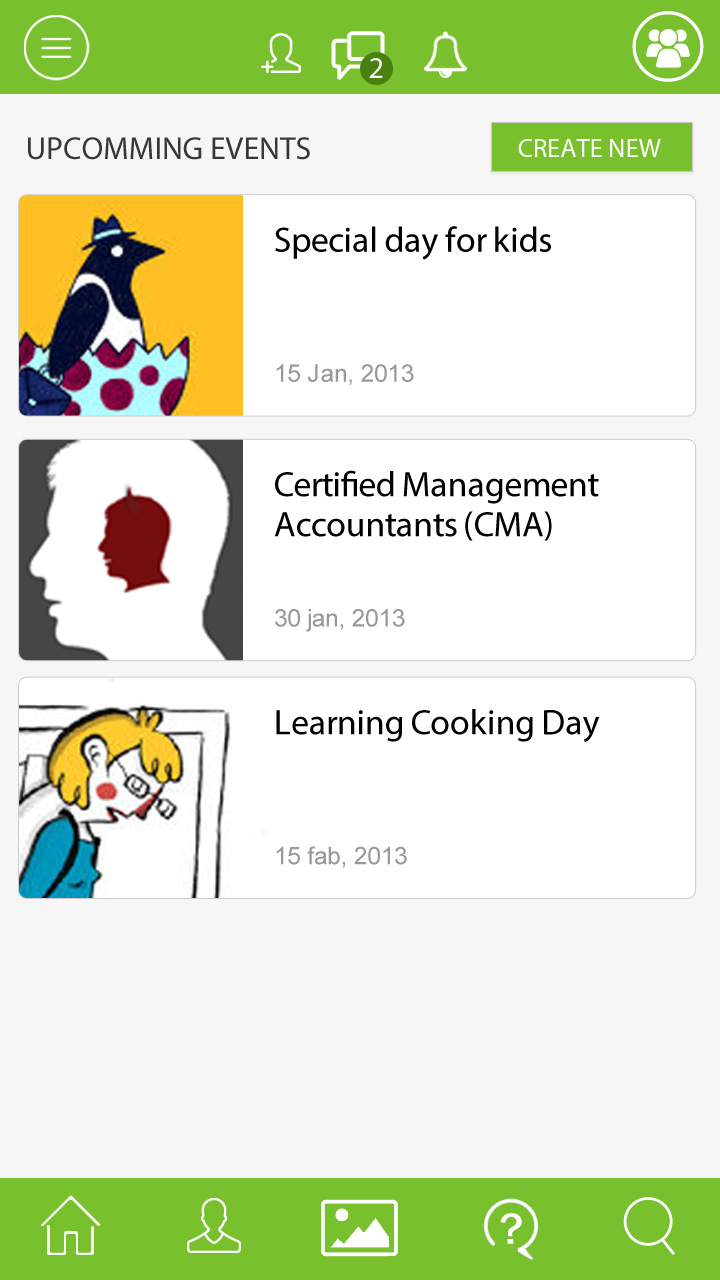 2
UPCOMMING EVENTS
CREATE NEW
Special day for kids
15 Jan, 2013
Certified Management
Accountants (CMA)
30 jan, 2013
Learning Cooking Day
15 fab, 2013
?